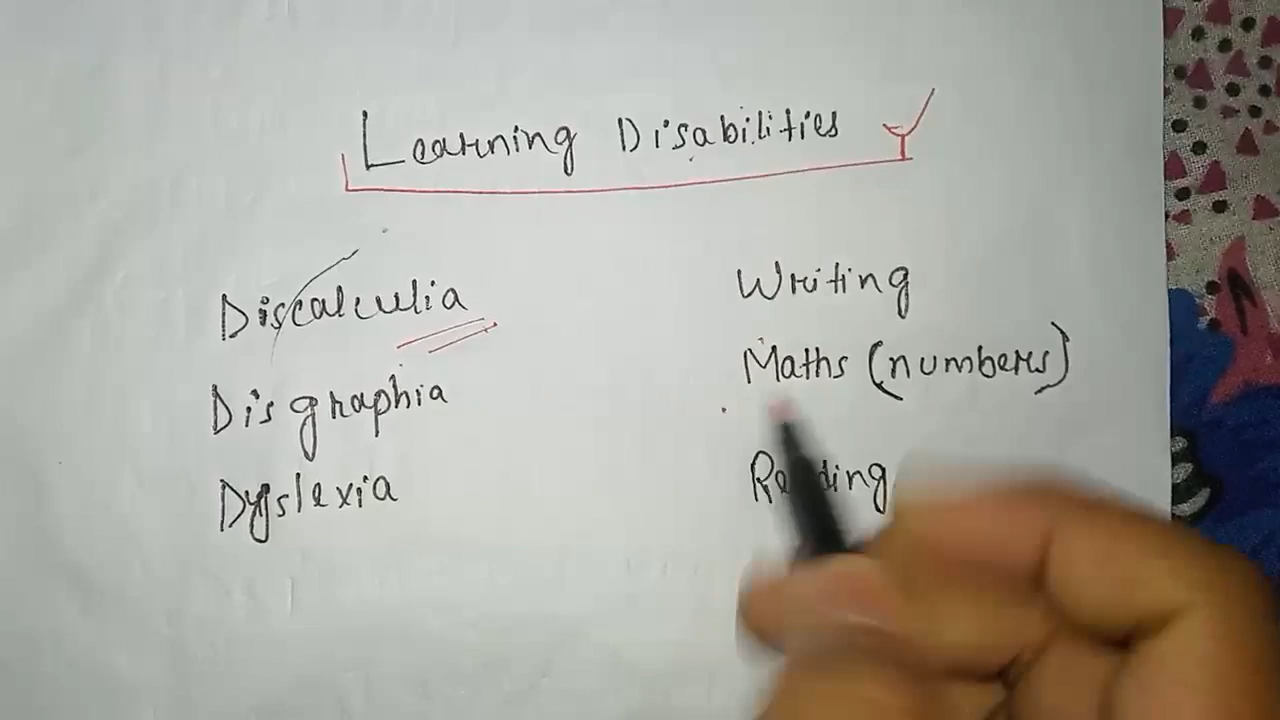 Learning Disabilities
Discalculia
Disgraphia
Dyslexia
Writing
Maths (numbers)
Reading